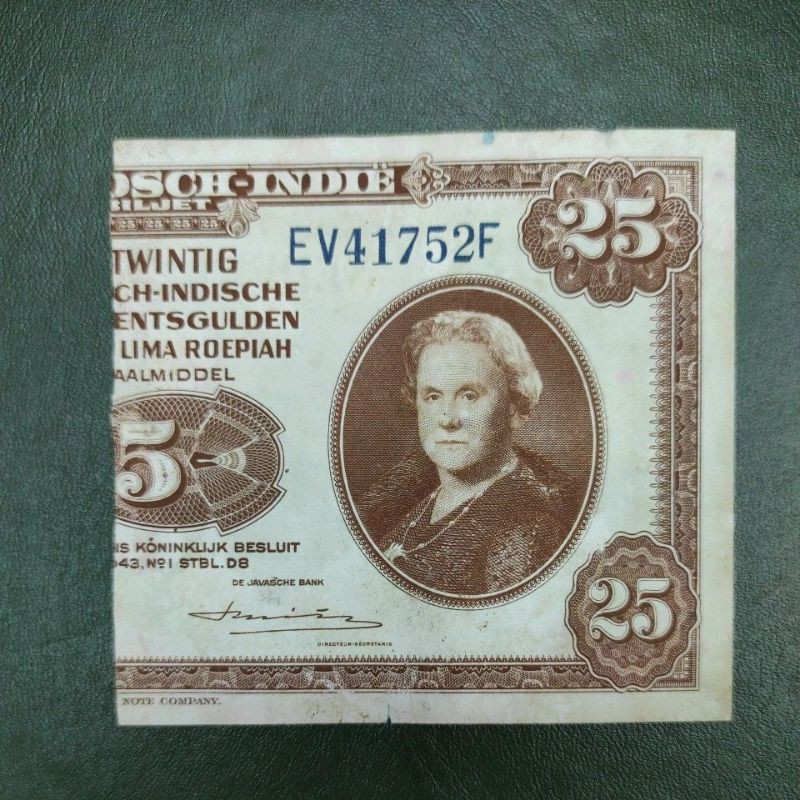 OSCH-INDIË
BILJET
25 25 25 25
25
TWINTIG
EV41752F
CH-INDISCHE
ENTSGULDEN
LIMA ROEPIAH
AALMIDDEL
5
NS KONINKLIJK BESLUIT
943, No1 STBL. D8
DE JAVASCHE BANK
DIRECTEUR-SECRETARIS
25
NOTE COMPANY.